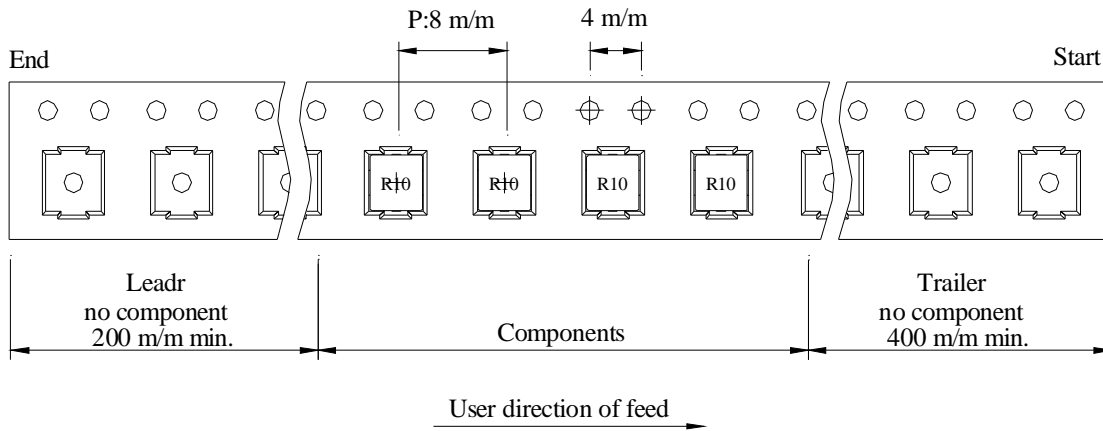 P:8 m/m
4 m/m
End
Start
R10
R10
R10
R10
Leadr
no component
200 m/m min.
Components
Trailer
no component
400 m/m min.
User direction of feed